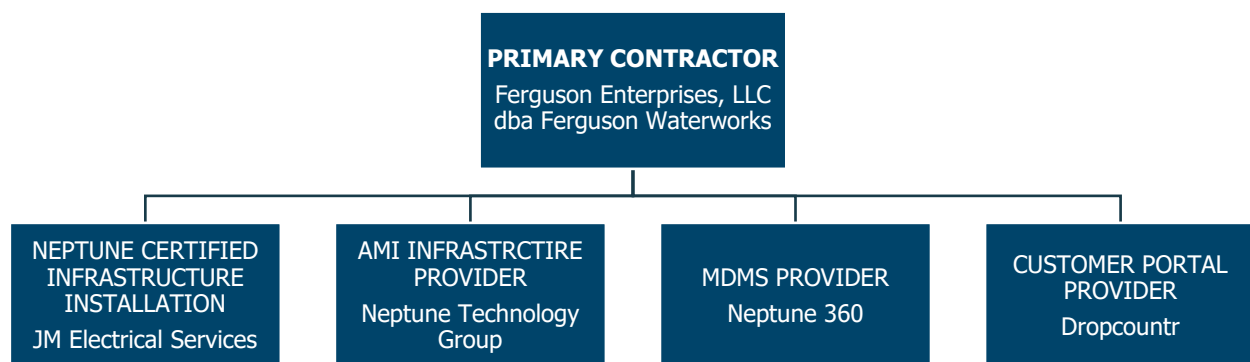 PRIMARY CONTRACTOR
Ferguson Enterprises, LLC
dba Ferguson Waterworks
NEPTUNE CERTIFIED
INFRASTRUCTURE
INSTALLATION
JM Electrical Services
AMI INFRASTRCTIRE
PROVIDER
Neptune Technology
Group
MDMS PROVIDER
Neptune 360
CUSTOMER PORTAL
PROVIDER
Dropcountr